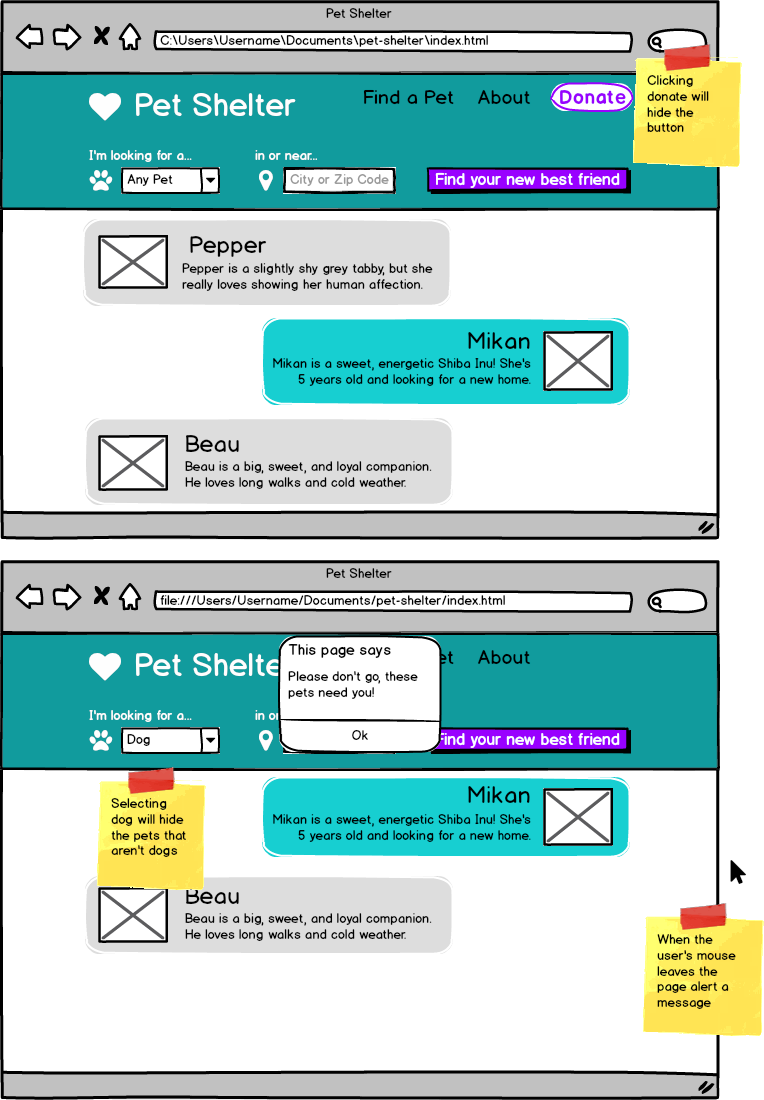 Pet Shelter
C:\Users\Username\Documents\pet-shelter\index.html
Clicking
donate will
hide the
button
Pet Shelter
Find a Pet About Donate
I'm looking for a... in or near...
Any Pet City or Zip Code Find your new best friend
Pepper
Pepper is a slightly shy grey tabby, but she
really loves showing her human affection.
Mikan
Mikan is a sweet, energetic Shiba Inu! She's
5 years old and looking for a new home.
Beau
Beau is a big, sweet, and loyal companion.
He loves long walks and cold weather.
Pet Shelter
file:///Users/Username/Documents/pet-shelter/index.html
Pet Shelte
et About
This page says
Please don't go, these
pets need you!
Ok
I'm looking for a... in or
Dog Find your new best friend
Selecting
dog will hide
the pets that
aren't dogs
Mikan
Mikan is a sweet, energetic Shiba Inu! She's
5 years old and looking for a new home.
Beau
Beau is a big, sweet, and loyal companion.
He loves long walks and cold weather.
When the
user's mouse
leaves the
page alert a
message